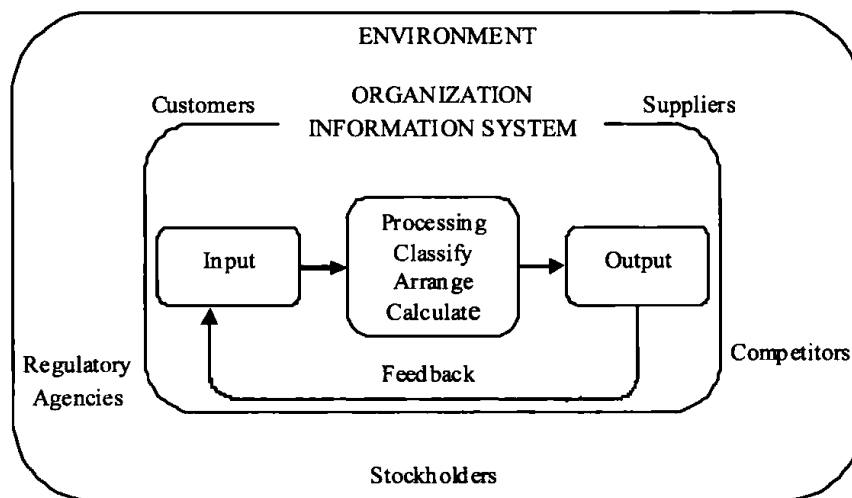 ENVIRONMENT
ORGANIZATION
Customers
Suppliers
INFORMATION SYSTEM
Input
Processing
Classify
Arrange
Calculate
Output
Regulatory
Agencies
Feedback
Competitors
Stockholders